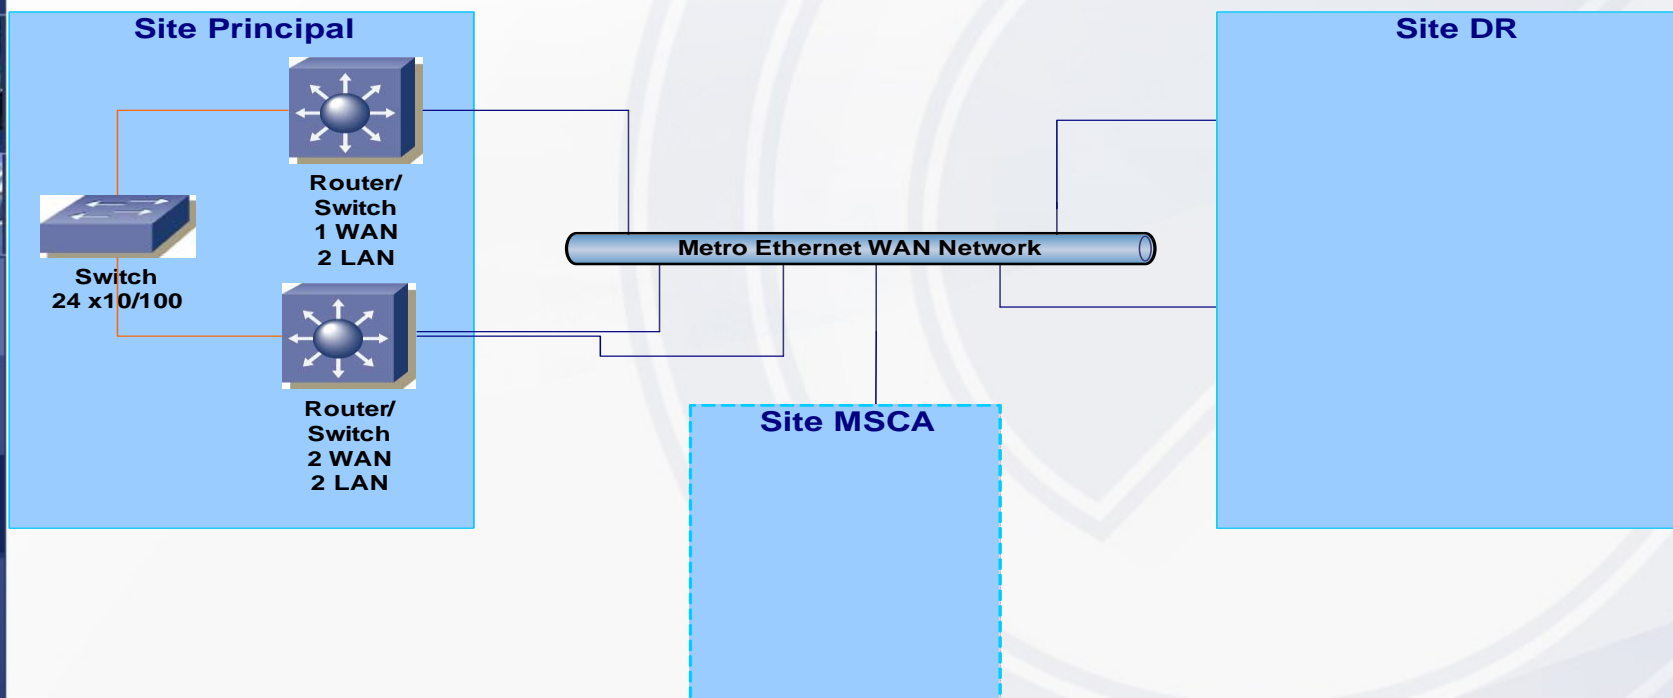 Site Principal
Site DR
Router/
Switch
1 WAN
2 LAN
Metro Ethernet WAN Network
Switch
24 x10/100
Router/
Switch
2 WAN
2 LAN
Site MSCA